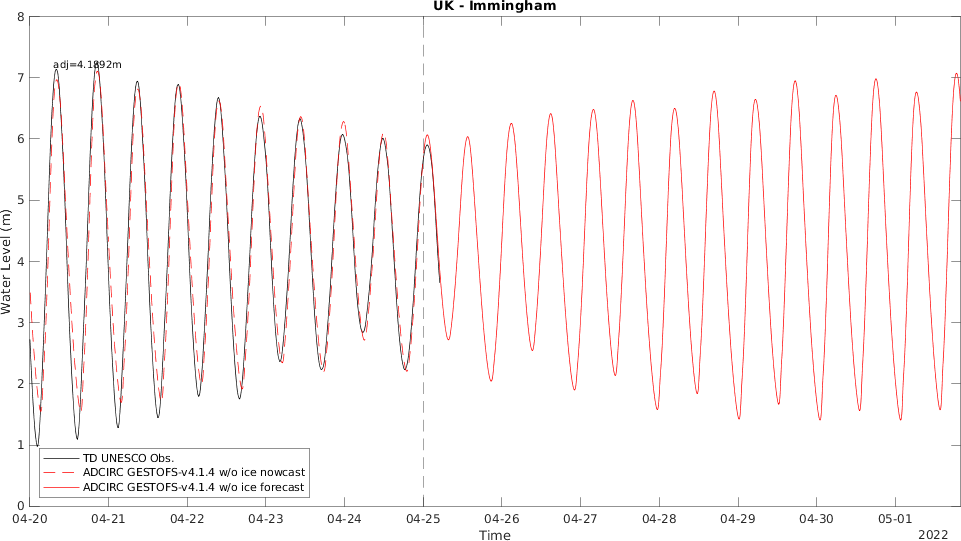 UK - Immingham
8
7
6
5
4
3
2
1
0
Water Level (m)
adj=4.1892m
TD UNESCO Obs.
ADCIRC GESTOFS-v4.1.4 w/o ice nowcast
ADCIRC GESTOFS-v4.1.4 w/o ice forecast
04-20 04-21 04-22 04-23 04-24 04-25 04-26 04-27 04-28 04-29 04-30 05-01
Time
2022